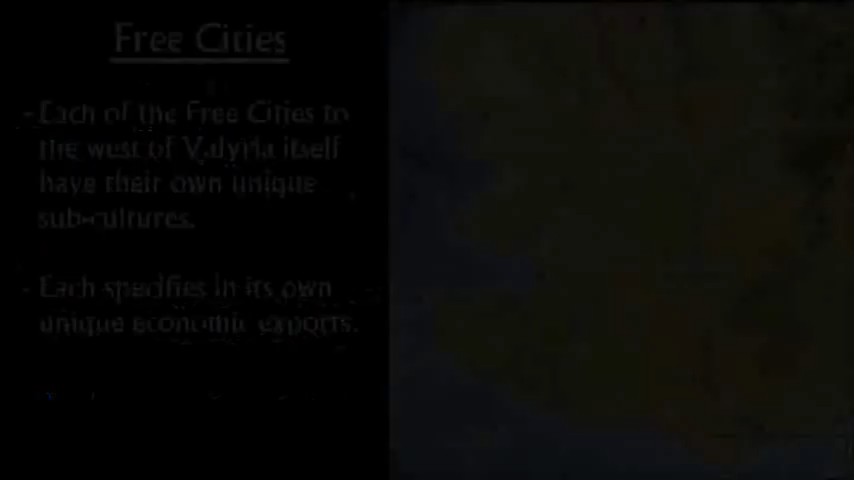 Free Cities
- Each of the Free Cities to
the west of Valyria itself
have their own unique
sub-cultures.
- Each specifies in its own
unique economic exports.